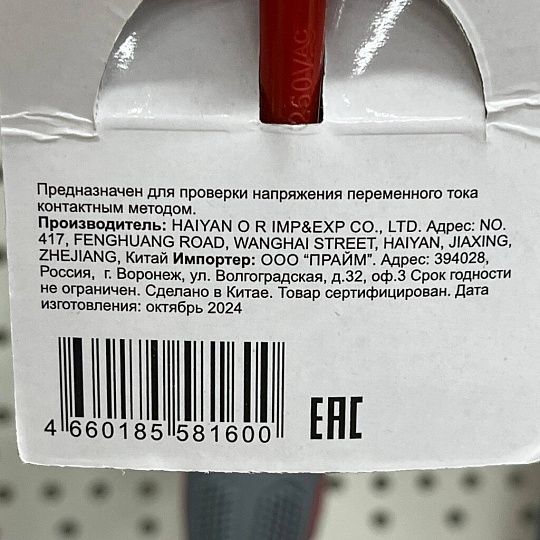 250VAC
Предназначен для проверки напряжения переменного тока
контактным методом.
Производитель: HAIYAN O R IMP&EXP CO., LTD. Адрес: NO.
417, FENGHUANG ROAD, WANGHAI STREET, HAIYAN, JIAXING,
ZHEJIANG, Китай Импортер: ООО "ПРАЙМ". Адрес: 394028,
Россия, г. Воронеж, ул. Волгоградская, д.32, оф.3 Срок годности
не ограничен. Сделано в Китае. Товар сертифицирован. Дата
изготовления: октябрь 2024
4 660185 581600
EAC